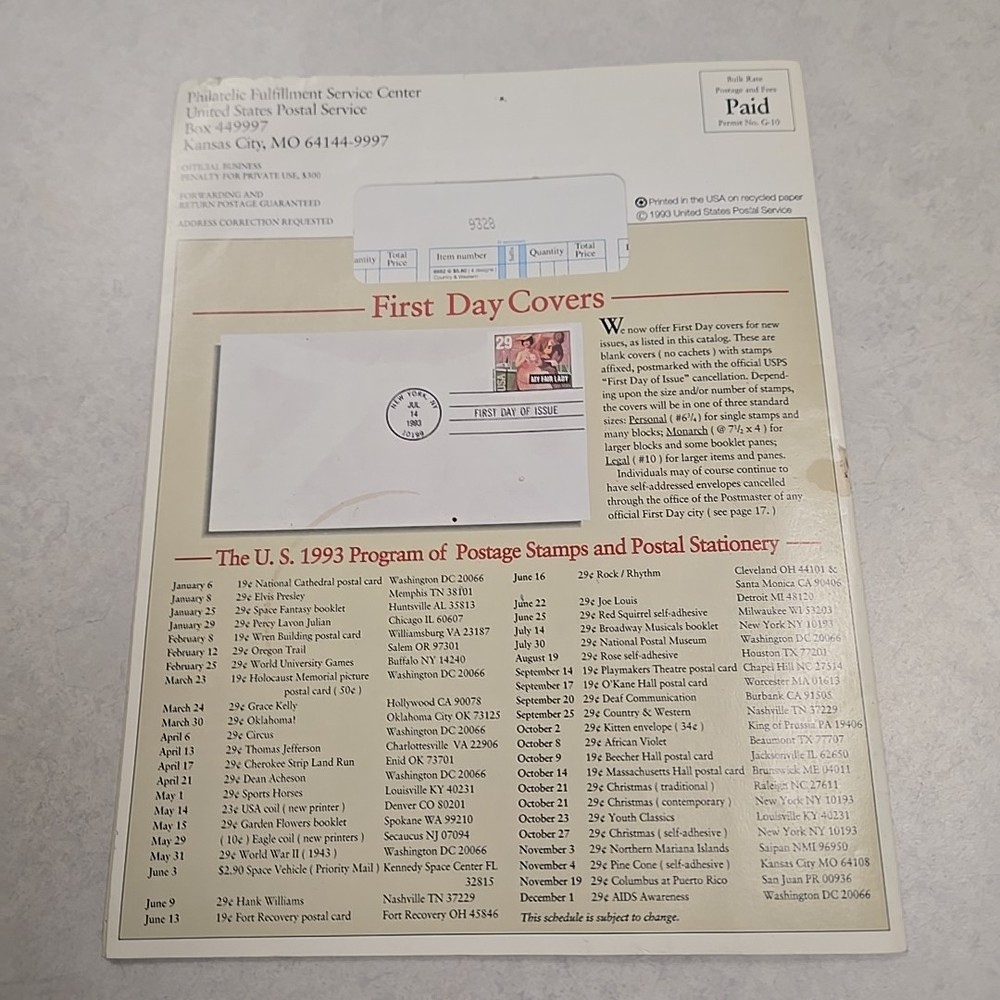 Philatelic Fulfillment Service Center
United States Postal Service
Box 449997
Kansas City, MO 64144-9997
OFFICIAL BUSINESS
PENALTY FOR PRIVATE USE, $300
FORWARDING AND
RETURN POSTAGE GUARANTEED
ADDRESS CORRECTION REQUESTED
Bulk Rate
Postage and Fees
Paid
Permit No. G-10
Printed in the USA on recycled paper
© 1993 United States Postal Service
9328
antity Total Price Item number § Quantity Total Price
First Day Covers
29
USA
MY FAIR LADY
NEW YORK, NY
JUL
14
1993
10199
FIRST DAY OF ISSUE
We now offer First Day covers for new
issues, as listed in this catalog. These are
blank covers ( no cachets ) with stamps
affixed, postmarked with the official USPS
“First Day of Issue” cancellation. Depend-
ing upon the size and/or number of stamps,
the covers will be in one of three standard
sizes: Personal ( #6¾ ) for single stamps and
many blocks; Monarch ( @ 7½ x 4 ) for
larger blocks and some booklet panes;
Legal ( #10 ) for larger items and panes.
Individuals may of course continue to
have self-addressed envelopes cancelled
through the office of the Postmaster of any
official First Day city ( see page 17. )
The U. S. 1993 Program of Postage Stamps and Postal Stationery
January 6 19¢ National Cathedral postal card Washington DC 20066
January 8 29¢ Elvis Presley Memphis TN 38101
January 25 29¢ Space Fantasy booklet Huntsville AL 35813
January 29 29¢ Percy Lavon Julian Chicago IL 60607
February 8 19¢ Wren Building postal card Williamsburg VA 23187
February 12 29¢ Oregon Trail Salem OR 97301
February 25 29¢ World University Games Buffalo NY 14240
March 23 19¢ Holocaust Memorial picture Washington DC 20066
postal card ( 50¢ )
March 24 29¢ Grace Kelly Hollywood CA 90078
March 30 29¢ Oklahoma! Oklahoma City OK 73125
April 6 29¢ Circus Washington DC 20066
April 13 29¢ Thomas Jefferson Charlottesville VA 22906
April 17 29¢ Cherokee Strip Land Run Enid OK 73701
April 21 29¢ Dean Acheson Washington DC 20066
May 1 29¢ Sports Horses Louisville KY 40231
May 14 23¢ USA coil ( new printer ) Denver CO 80201
May 15 29¢ Garden Flowers booklet Spokane WA 99210
May 29 ( 10¢ ) Eagle coil ( new printers ) Secaucus NJ 07094
May 31 29¢ World War II ( 1943 ) Washington DC 20066
June 3 $2.90 Space Vehicle ( Priority Mail ) Kennedy Space Center FL
32815
June 9 29¢ Hank Williams Nashville TN 37229
June 13 19¢ Fort Recovery postal card Fort Recovery OH 45846
June 16 29¢ Rock / Rhythm Cleveland OH 44101 &
Santa Monica CA 90406
June 22 29¢ Joe Louis Detroit MI 48120
June 25 29¢ Red Squirrel self-adhesive Milwaukee WI 53203
July 14 29¢ Broadway Musicals booklet New York NY 10193
July 30 29¢ National Postal Museum Washington DC 20066
August 19 29¢ Rose self-adhesive Houston TX 77201
September 14 19¢ Playmakers Theatre postal card Chapel Hill NC 27514
September 17 19¢ O'Kane Hall postal card Worcester MA 01613
September 20 29¢ Deaf Communication Burbank CA 91505
September 25 29¢ Country & Western Nashville TN 37229
October 2 29¢ Kitten envelope ( 34¢ ) King of Prussia PA 19406
October 8 29¢ African Violet Beaumont TX 77707
October 9 19¢ Beecher Hall postal card Jacksonville IL 62650
October 14 19¢ Massachusetts Hall postal card Brunswick ME 04011
October 21 29¢ Christmas ( traditional ) Raleigh NC 27611
October 21 29¢ Christmas ( contemporary ) New York NY 10193
October 23 29¢ Youth Classics Louisville KY 40231
October 27 29¢ Christmas ( self-adhesive ) New York NY 10193
November 3 29¢ Northern Mariana Islands Saipan NMI 96950
November 4 29¢ Pine Cone ( self-adhesive ) Kansas City MO 64108
November 19 29¢ Columbus at Puerto Rico San Juan PR 00936
December 1 29¢ AIDS Awareness Washington DC 20066
This schedule is subject to change.